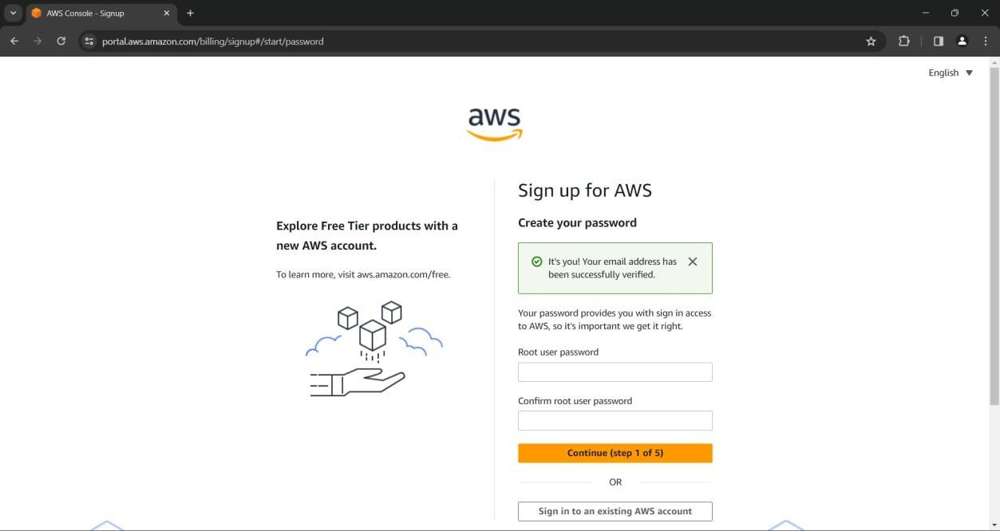 AWS Console - Signup
portal.aws.amazon.com/billing/signup#/start/password
English
aws
Explore Free Tier products with a
new AWS account.
To learn more, visit aws.amazon.com/free.
Sign up for AWS
Create your password
It's you! Your email address has
been successfully verified.
Your password provides you with sign in access
to AWS, so it's important we get it right.
Root user password
Confirm root user password
Continue (step 1 of 5)
OR
Sign in to an existing AWS account